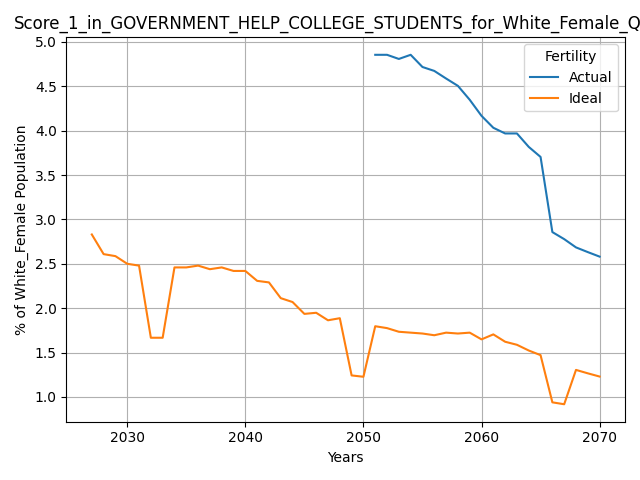 Score_1_in_GOVERNMENT_HELP_COLLEGE_STUDENTS_for_White_Female_Q
5.0
4.5
4.0
3.5
3.0
2.5
2.0
1.5
1.0
% of White_Female Population
Fertility
Actual
Ideal
2030 2040 2050 2060 2070
Years